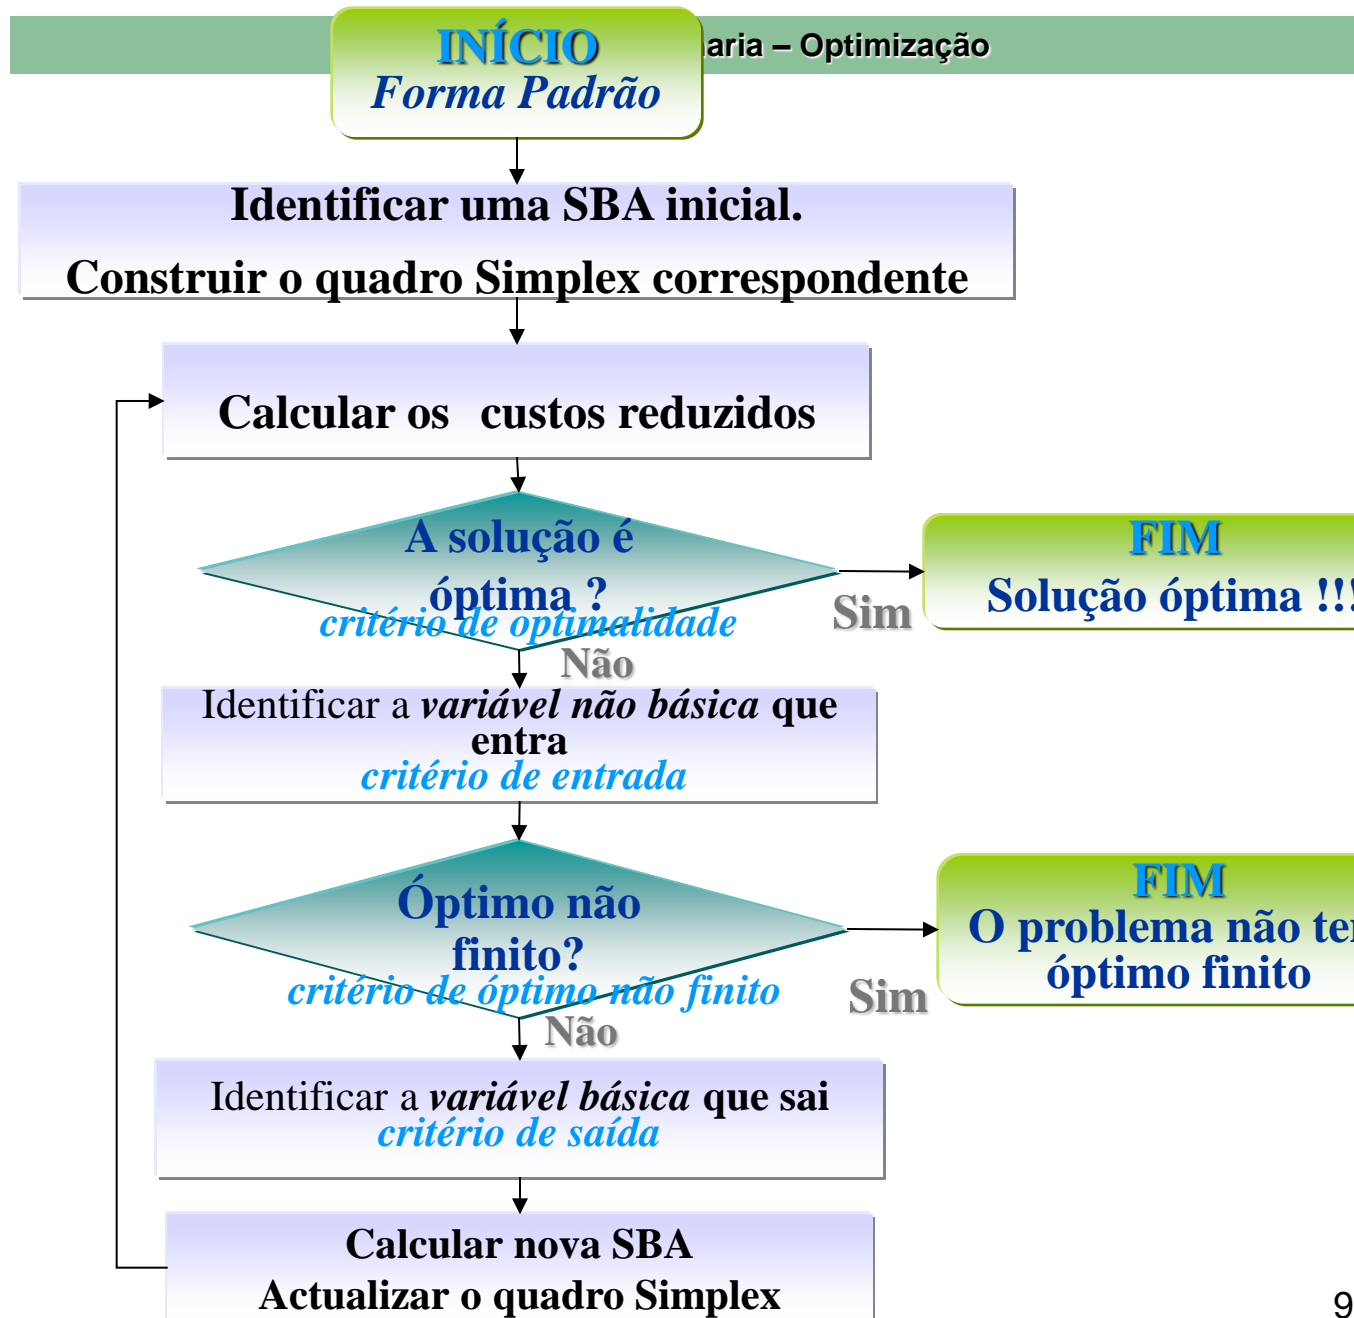 INÍCIO
Forma Padrão
– Optimização
Identificar uma SBA inicial.
Construir o quadro Simplex correspondente
Calcular os custos reduzidos
A solução é
óptima ?
critério de optimalidade
Sim
FIM
Solução óptima !!!
Não
Identificar a variável não básica que
entra
critério de entrada
Óptimo não
finito?
critério de óptimo não finito
Sim
FIM
O problema não
óptimo finito
Não
Identificar a variável básica que sai
critério de saída
Calcular nova SBA
Actualizar o quadro Simplex
9